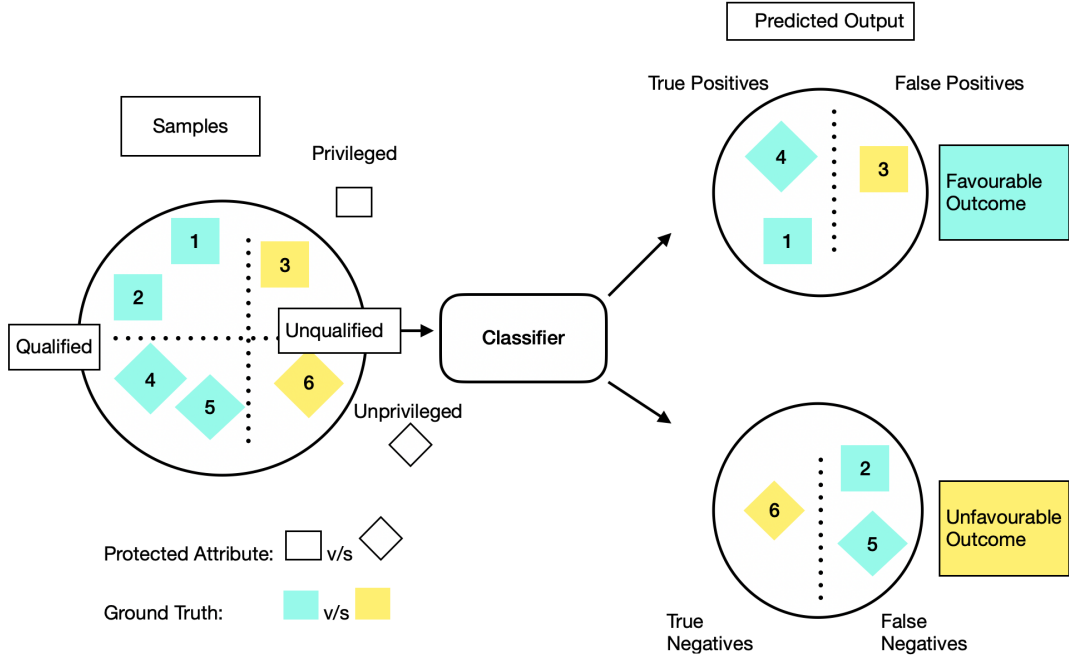 Predicted Output
True Positives
False Positives
Samples
Privileged
4
3
Favourable
Outcome
1
1
3
2
Qualified
Unqualified
Classifier
4
5
6
Unprivileged
2
6
5
Unfavourable
Outcome
Protected Attribute:
v/s
Ground Truth:
v/s
True
Negatives
False
Negatives